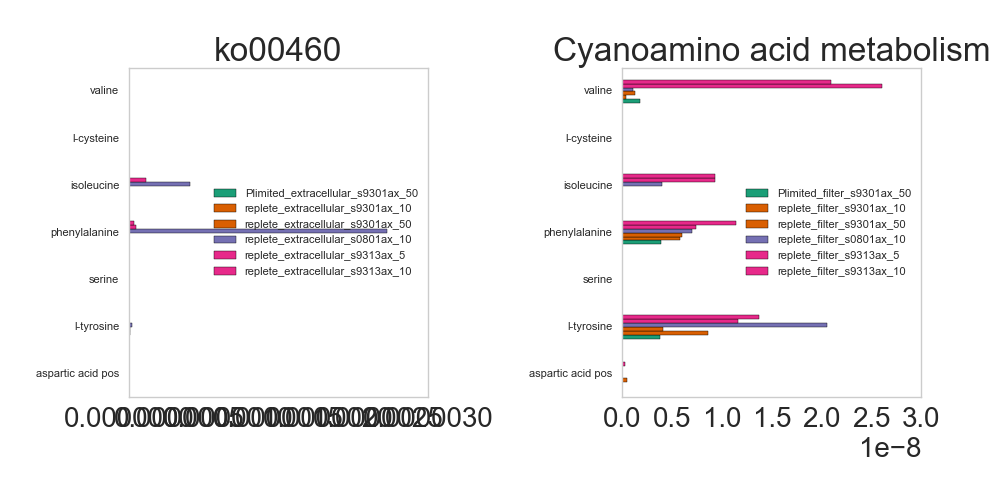 ko00460
valine
l-cysteine
isoleucine
phenylalanine
serine
l-tyrosine
aspartic acid pos
Plimited_extracellular_s9301ax_50
replete_extracellular_s9301ax_10
replete_extracellular_s9301ax_50
replete_extracellular_s0801ax_10
replete_extracellular_s9313ax_5
replete_extracellular_s9313ax_10
Cyanoamino acid metabolism
valine
l-cysteine
isoleucine
phenylalanine
serine
l-tyrosine
aspartic acid pos
Plimited_filter_s9301ax_50
replete_filter_s9301ax_10
replete_filter_s9301ax_50
replete_filter_s0801ax_10
replete_filter_s9313ax_5
replete_filter_s9313ax_10
0.0 0.5 1.0 1.5 2.0 2.5 3.0
1e−8